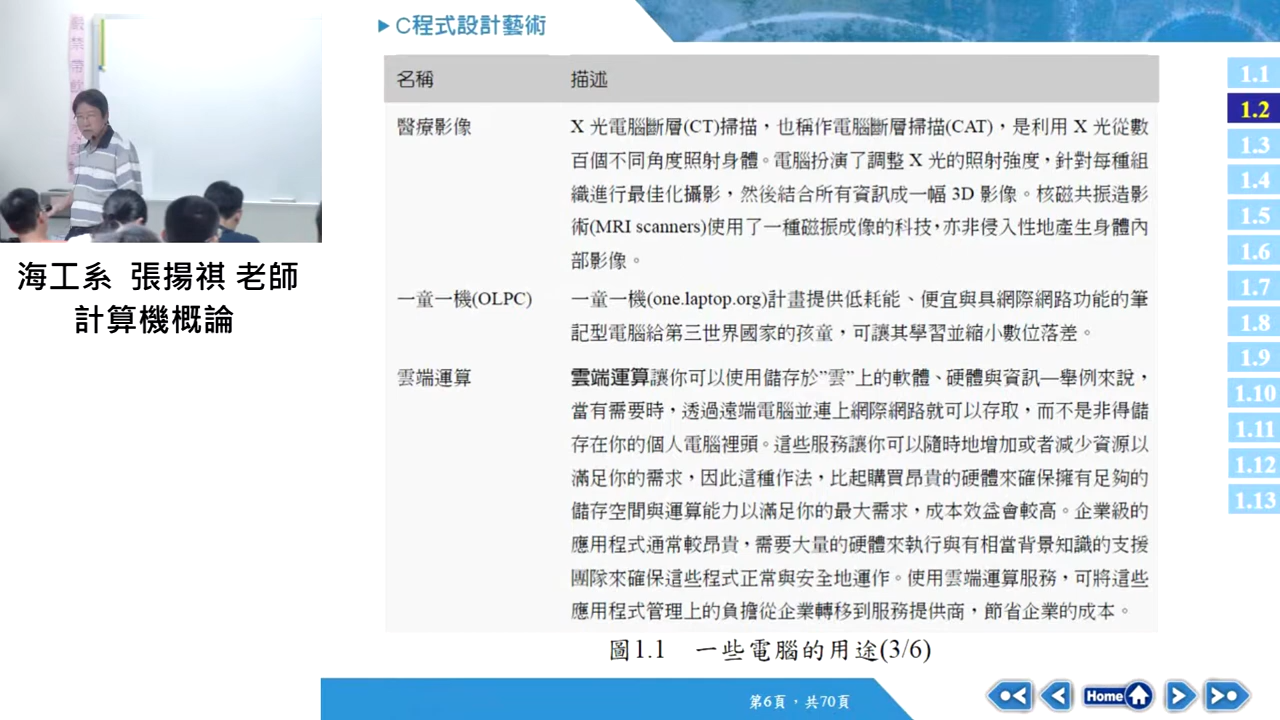 嚴禁帶飲
海工系 張揚祺 老師
計算機概論
C程式設計藝術
名稱 描述
醫療影像 X 光電腦斷層(CT)掃描，也稱作電腦斷層掃描(CAT)，是利用 X 光從數
百個不同角度照射身體。電腦扮演了調整 X 光的照射強度，針對每種組
織進行最佳化攝影，然後結合所有資訊成一幅 3D 影像。核磁共振造影
術(MRI scanners)使用了一種磁振成像的科技，亦非侵入性地產生身體內
部影像。
一童一機(OLPC) 一童一機(one.laptop.org)計畫提供低耗能、便宜與具網際網路功能的筆
記型電腦給第三世界國家的孩童，可讓其學習並縮小數位落差。
雲端運算 雲端運算讓你可以使用儲存於”雲”上的軟體、硬體與資訊—舉例來說，
當有需要時，透過遠端電腦並連上網際網路就可以存取，而不是非得儲
存在你的個人電腦裡頭。這些服務讓你可以隨時地增加或者減少資源以
滿足你的需求，因此這種作法，比起購買昂貴的硬體來確保擁有足夠的
儲存空間與運算能力以滿足你的最大需求，成本效益會較高。企業級的
應用程式通常較昂貴，需要大量的硬體來執行與有相當背景知識的支援
團隊來確保這些程式正常與安全地運作。使用雲端運算服務，可將這些
應用程式管理上的負擔從企業轉移到服務提供商，節省企業的成本。
圖1.1 一些電腦的用途(3/6)
1.1
1.2
1.3
1.4
1.5
1.6
1.7
1.8
1.9
1.10
1.11
1.12
1.13
第6頁，共70頁
Home